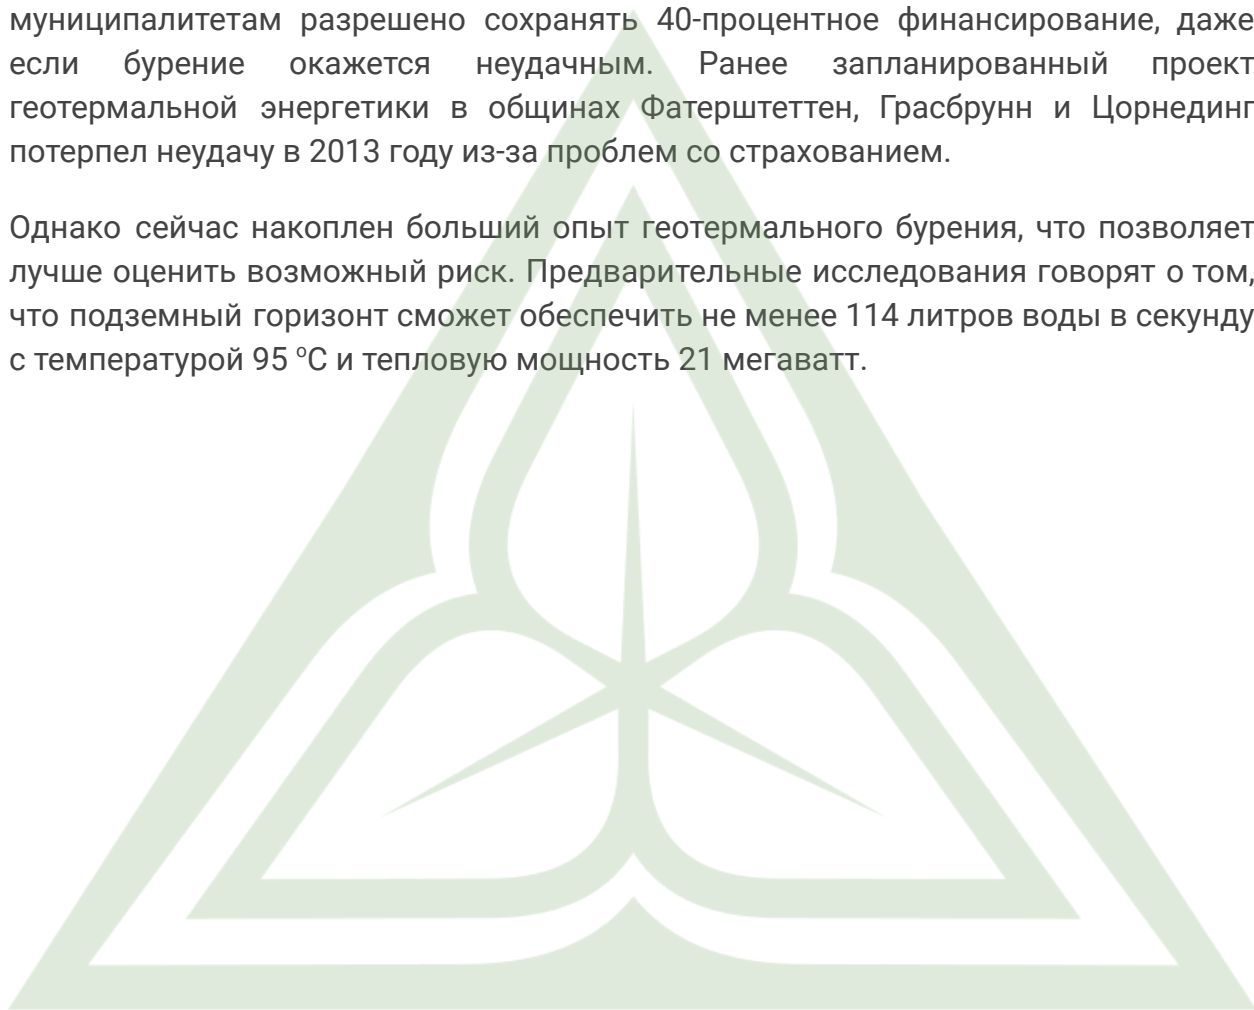 муниципалитетам разрешено сохранять 40-процентное финансирование, даже
если бурение окажется неудачным. Ранее запланированный проект
геотермальной энергетики в общинах Фатерштеттен, Грасбрунн и Цорнединг
потерпел неудачу в 2013 году из-за проблем со страхованием.
Однако сейчас накоплен больший опыт геотермального бурения, что позволяет
лучше оценить возможный риск. Предварительные исследования говорят о том,
что подземный горизонт сможет обеспечить не менее 114 литров воды в секунду
с температурой 95 °С и тепловую мощность 21 мегаватт.